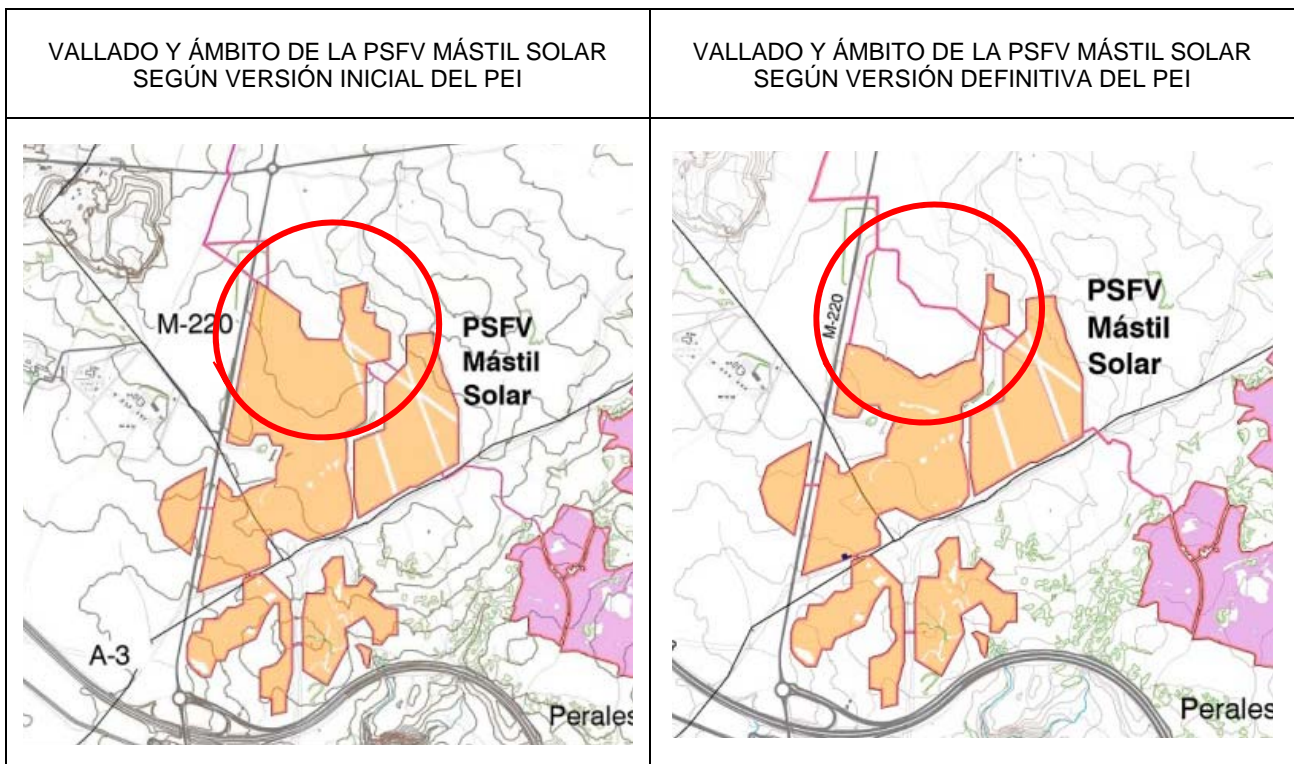 VALLADO Y ÁMBITO DE LA PSFV MÁSTIL SOLAR
SEGÚN VERSIÓN INICIAL DEL PEI
VALLADO Y ÁMBITO DE LA PSFV MÁSTIL SOLAR
SEGÚN VERSIÓN DEFINITIVA DEL PEI
M-220
PSFV
Mástil
Solar
A-3
Perales
M-220
PSFV
Mástil
Solar
Perales